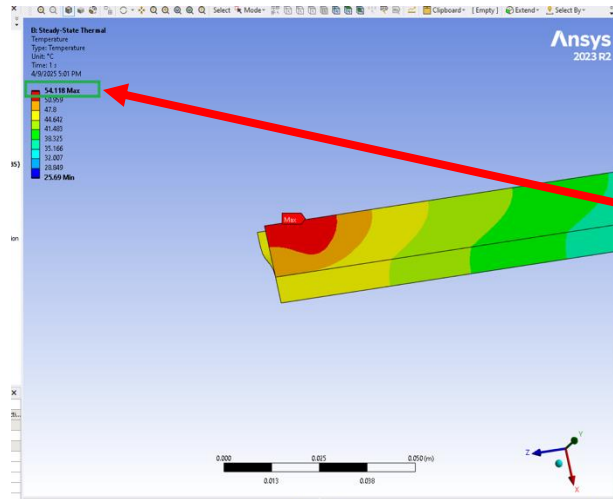 Select Mode Clipboard [Empty] Extend Select By
B: Steady-State Thermal
Temperature
Type: Temperature
Unit: °C
Time: 1 s
4/9/2025 5:01 PM
54.118 Max
50.959
47.8
44.642
41.483
38.325
35.166
32.007
28.849
25.69 Min
Ansys
2023 R2
Max
0.000
0.025
0.050 (m)
0.013
0.038
Y
Z
X